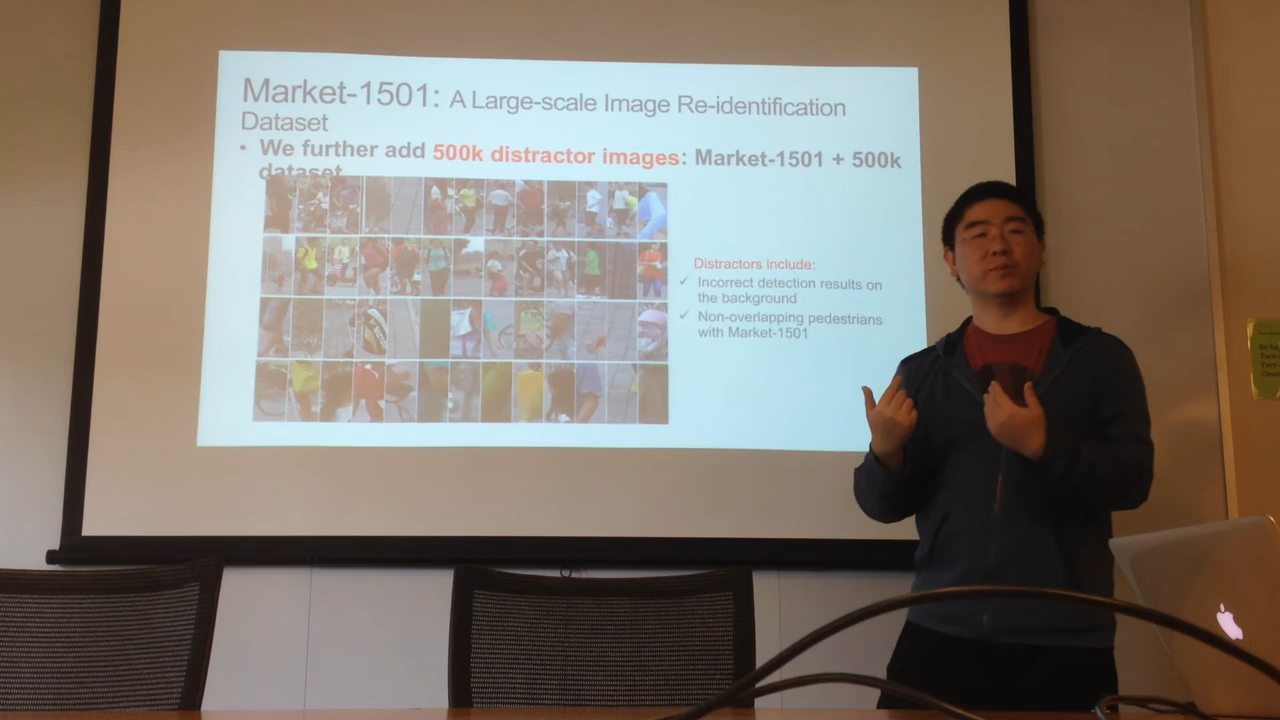 Market-1501: A Large-scale Image Re-identification
Dataset
• We further add 500k distractor images: Market-1501 + 500k
dataset
Distractors include:
✓ Incorrect detection results on
the background
✓ Non-overlapping pedestrians
with Market-1501